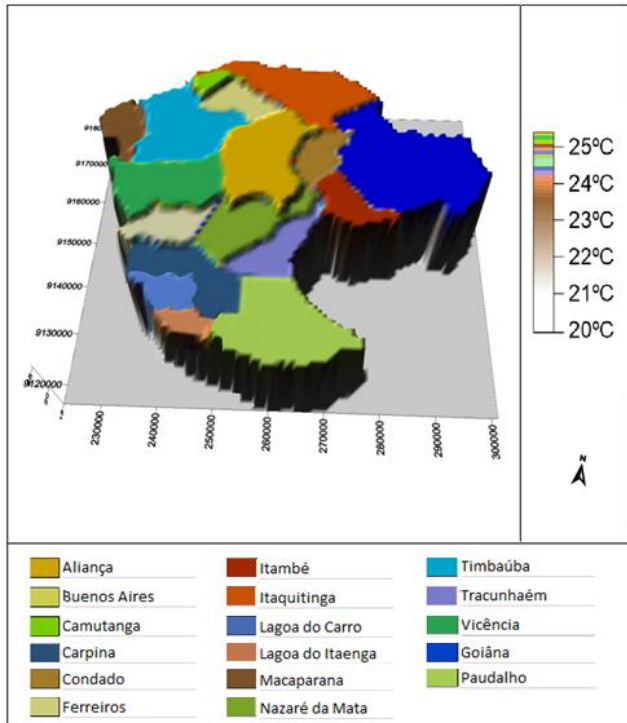 25ºC
24ºC
23ºC
22ºC
21ºC
20ºC
9170000
9160000
9150000
9140000
9130000
9120000
230000
240000
250000
260000
270000
280000
290000
300000
N
Aliança
Buenos Aires
Camutanga
Carpina
Condado
Ferreiros
Itambé
Itaquitinga
Lagoa do Carro
Lagoa do Itaenga
Macaparana
Nazaré da Mata
Timbaúba
Tracunhaém
Vicência
Goiâna
Paudalho